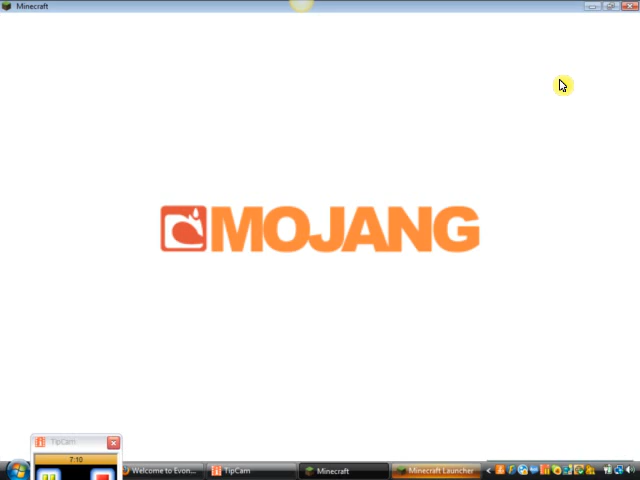 Minecraft
MOJANG
TipCam
7:10
Welcome to Evon...
TipCam
Minecraft
Minecraft Launcher